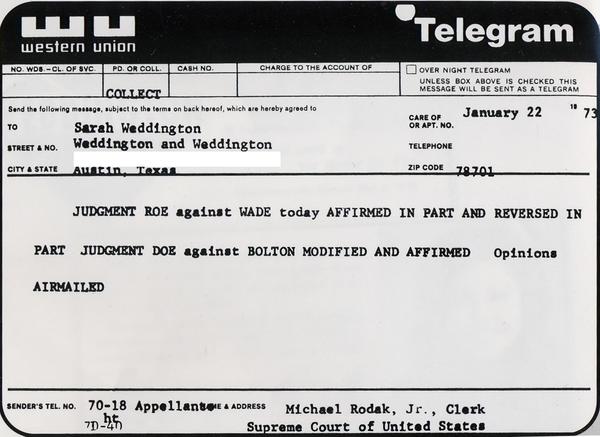 western union
Telegram
NO. WDS.-CL. OF SVC. PD. OR COLL. CASH NO. CHARGE TO THE ACCOUNT OF
COLLECT
OVER NIGHT TELEGRAM
UNLESS BOX ABOVE IS CHECKED THIS
MESSAGE WILL BE SENT AS A TELEGRAM
Send the following message, subject to the terms on back hereof, which are hereby agreed to
TO Sarah Weddington
CARE OF
OR APT. NO.
January 22 1973
STREET & NO. Weddington and Weddington
TELEPHONE
CITY & STATE Austin, Texas
ZIP CODE 78701
JUDGMENT ROE against WADE today AFFIRMED IN PART AND REVERSED IN
PART JUDGMENT DOE against BOLTON MODIFIED AND AFFIRMED Opinions
AIRMAILED
SENDER'S TEL. NO. 70-18 Appellants & ADDRESS Michael Rodak, Jr., Clerk
ht
70-40
Supreme Court of United States